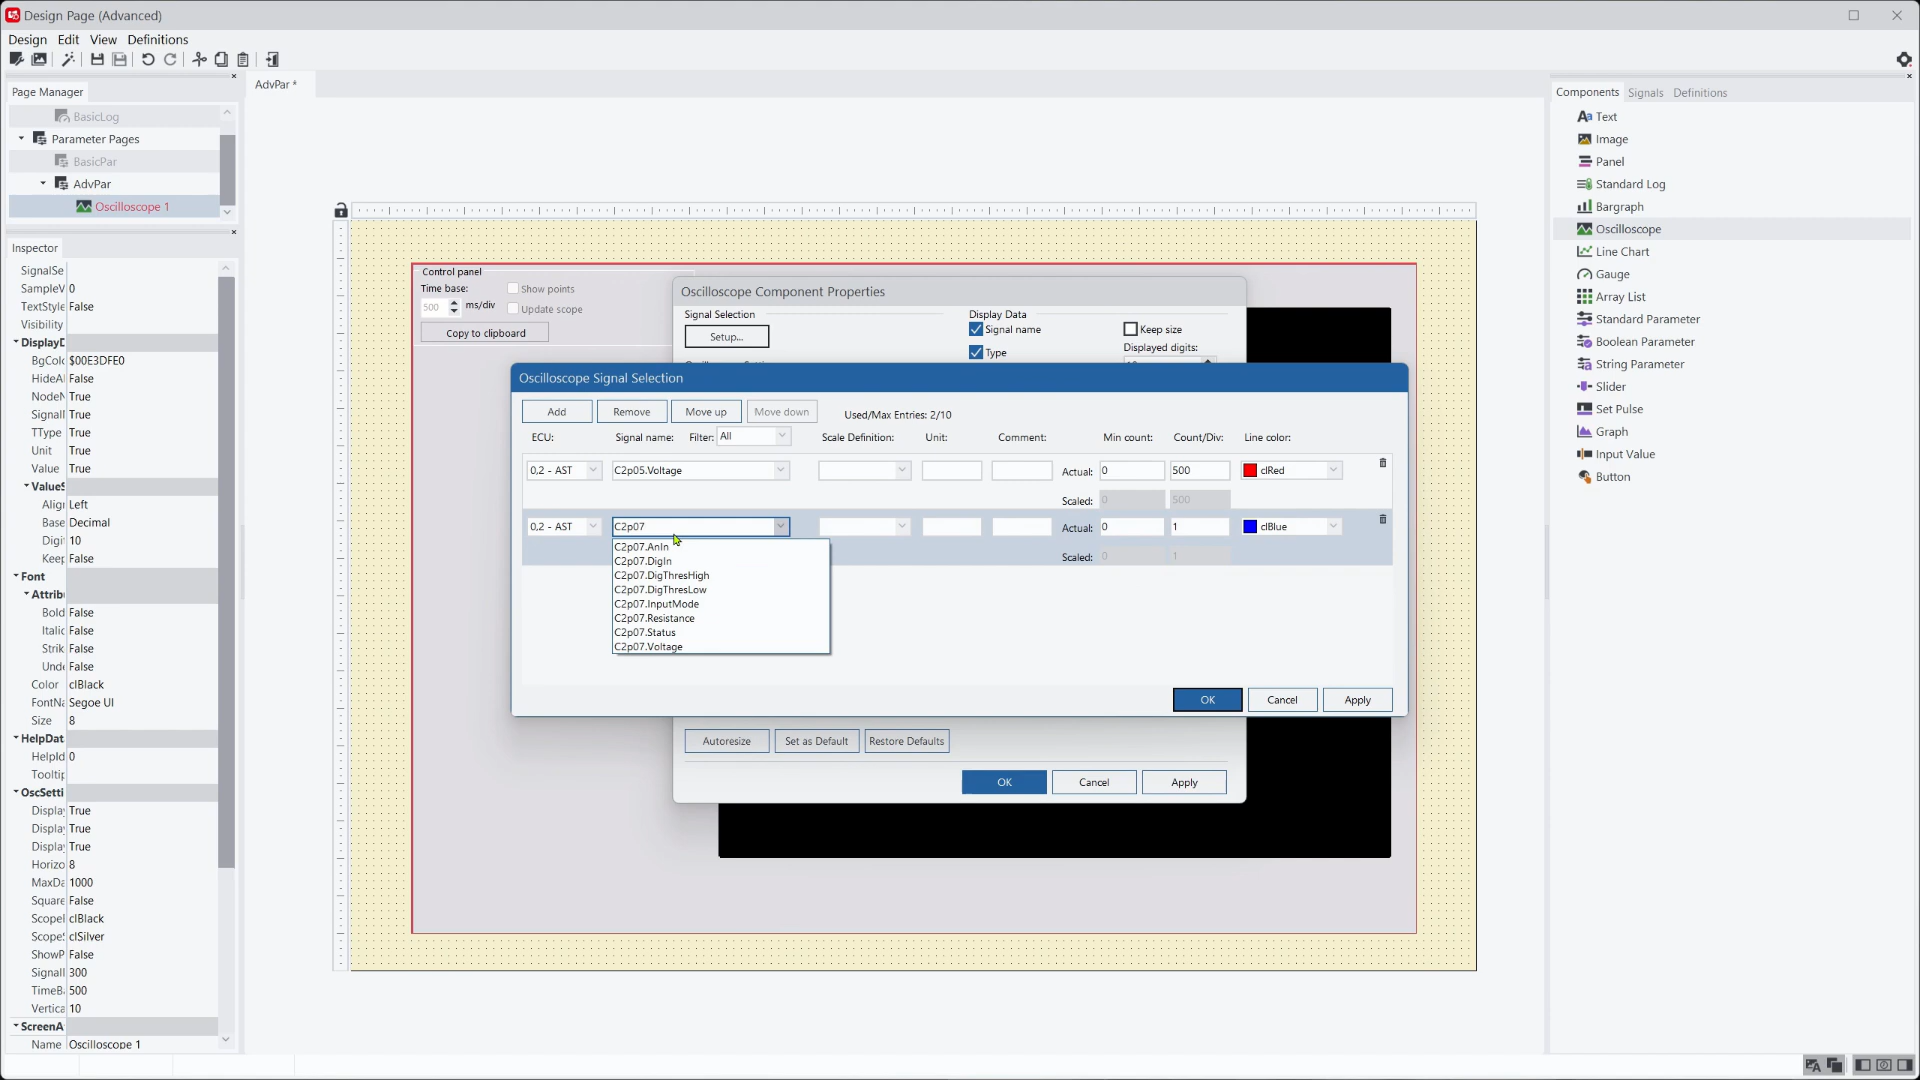 Design Page (Advanced)
Design Edit View Definitions
Page Manager
BasicLog
Parameter Pages
BasicPar
AdvPar
Oscilloscope 1
Inspector
SignalSe
SampleV 0
TextStyle False
Visibility
DisplayD
BgColo $00E3DFE0
HideAl False
NodeN True
Signall True
TType True
Unit True
Value True
ValueS
Align Left
Base Decimal
Digi 10
Keep False
Font
Attrib
Bold False
Italic False
Strik False
Unde False
Color clBlack
FontNa Segoe UI
Size 8
HelpDat
HelpId 0
Tooltip
OscSetti
Display True
Display True
Display True
Horizo 8
MaxDa 1000
Square False
Scopel clBlack
ScopeS clSilver
ShowP False
Signall 300
TimeB 500
Vertica 10
ScreenA
Name Oscilloscope 1
AdvPar *
Control panel
Time base:
500 ms/div
Show points
Update scope
Copy to clipboard
Oscilloscope Component Properties
Signal Selection
Setup...
Display Data
Signal name
Type
Keep size
Displayed digits:
Oscilloscope Signal Selection
Add Remove Move up Move down Used/Max Entries: 2/10
ECU: Signal name: Filter: All Scale Definition: Unit: Comment: Min count: Count/Div: Line color:
0,2 - AST C2p05.Voltage Actual: 0 500 clRed
Scaled: 0 500
0,2 - AST C2p07 Actual: 0 1 clBlue
Scaled: 0 1
C2p07.AnIn
C2p07.DigIn
C2p07.DigThresHigh
C2p07.DigThresLow
C2p07.InputMode
C2p07.Resistance
C2p07.Status
C2p07.Voltage
OK Cancel Apply
Autoresize Set as Default Restore Defaults
OK Cancel Apply
Components Signals Definitions
Text
Image
Panel
Standard Log
Bargraph
Oscilloscope
Line Chart
Gauge
Array List
Standard Parameter
Boolean Parameter
String Parameter
Slider
Set Pulse
Graph
Input Value
Button